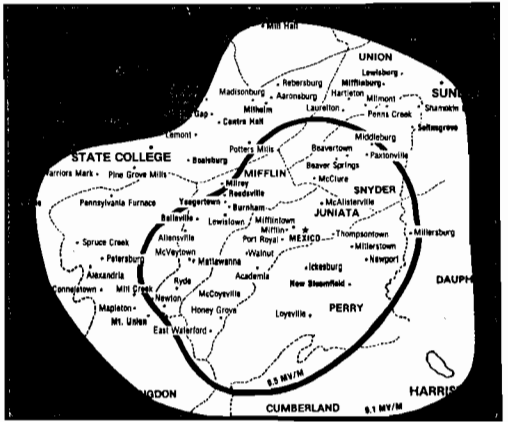 Mill Hall
UNION
Lewisburg
Rebersburg
Mifflinburg
Madisonburg
Aaronsburg
Hartleton
Mifmont
SUN
Millheim
Laurelton
Penns Creek
Shamokin
Gap
Centre Hall
Selinsgrove
Lemont
Potters Mills
Middleburg
Beavertown
STATE COLLEGE
Boalsburg
Paxtonville
Beaver Springs
Warriors Mark
Pine Grove Mills
MIFFLIN
McClure
Milroy
SNYDER
Reedsville
Pennsylvania Furnace
Yeagertown
Burnham
McAlisterville
JUNIATA
Belleville
Lewistown
Mifflintown
Mifflin
Thompsontown
Millersburg
Allensville
Port Royal
MEXICO
Spruce Creek
McVeytown
Walnut
Millerstown
Petersburg
Mattawanna
Newport
Alexandria
Academia
Ickesburg
DAUPH
Ryde
New Bloomfield
Connelstown
Mill Creek
McCoyeville
Newton
Mapleton
Honey Grove
Loyeville
PERRY
Mt. Union
East Waterford
0.5 MV/M
HARRIS
NGDON
CUMBERLAND
0.1 MV/M